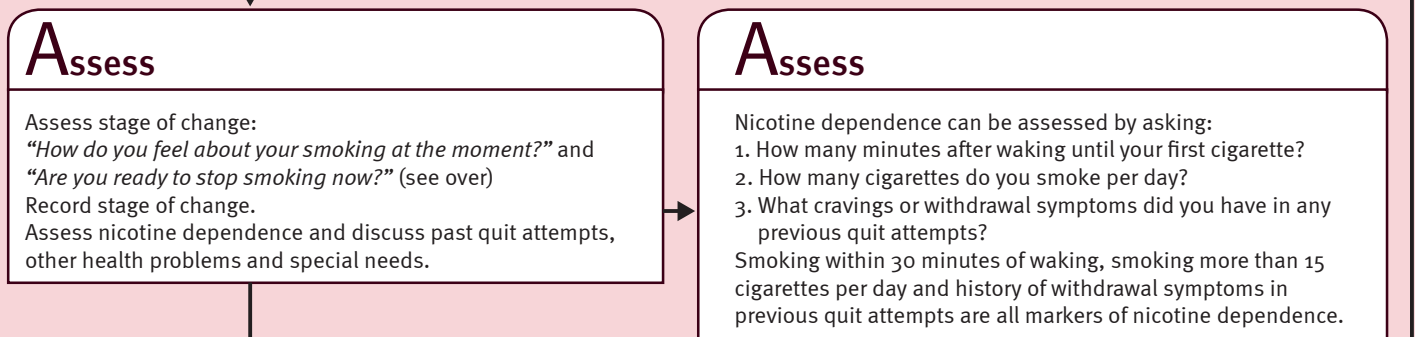 Assess
Assess stage of change:
“How do you feel about your smoking at the moment?” and
“Are you ready to stop smoking now?” (see over)
Record stage of change.
Assess nicotine dependence and discuss past quit attempts,
other health problems and special needs.
Assess
Nicotine dependence can be assessed by asking:
1. How many minutes after waking until your first cigarette?
2. How many cigarettes do you smoke per day?
3. What cravings or withdrawal symptoms did you have in any
previous quit attempts?
Smoking within 30 minutes of waking, smoking more than 15
cigarettes per day and history of withdrawal symptoms in
previous quit attempts are all markers of nicotine dependence.